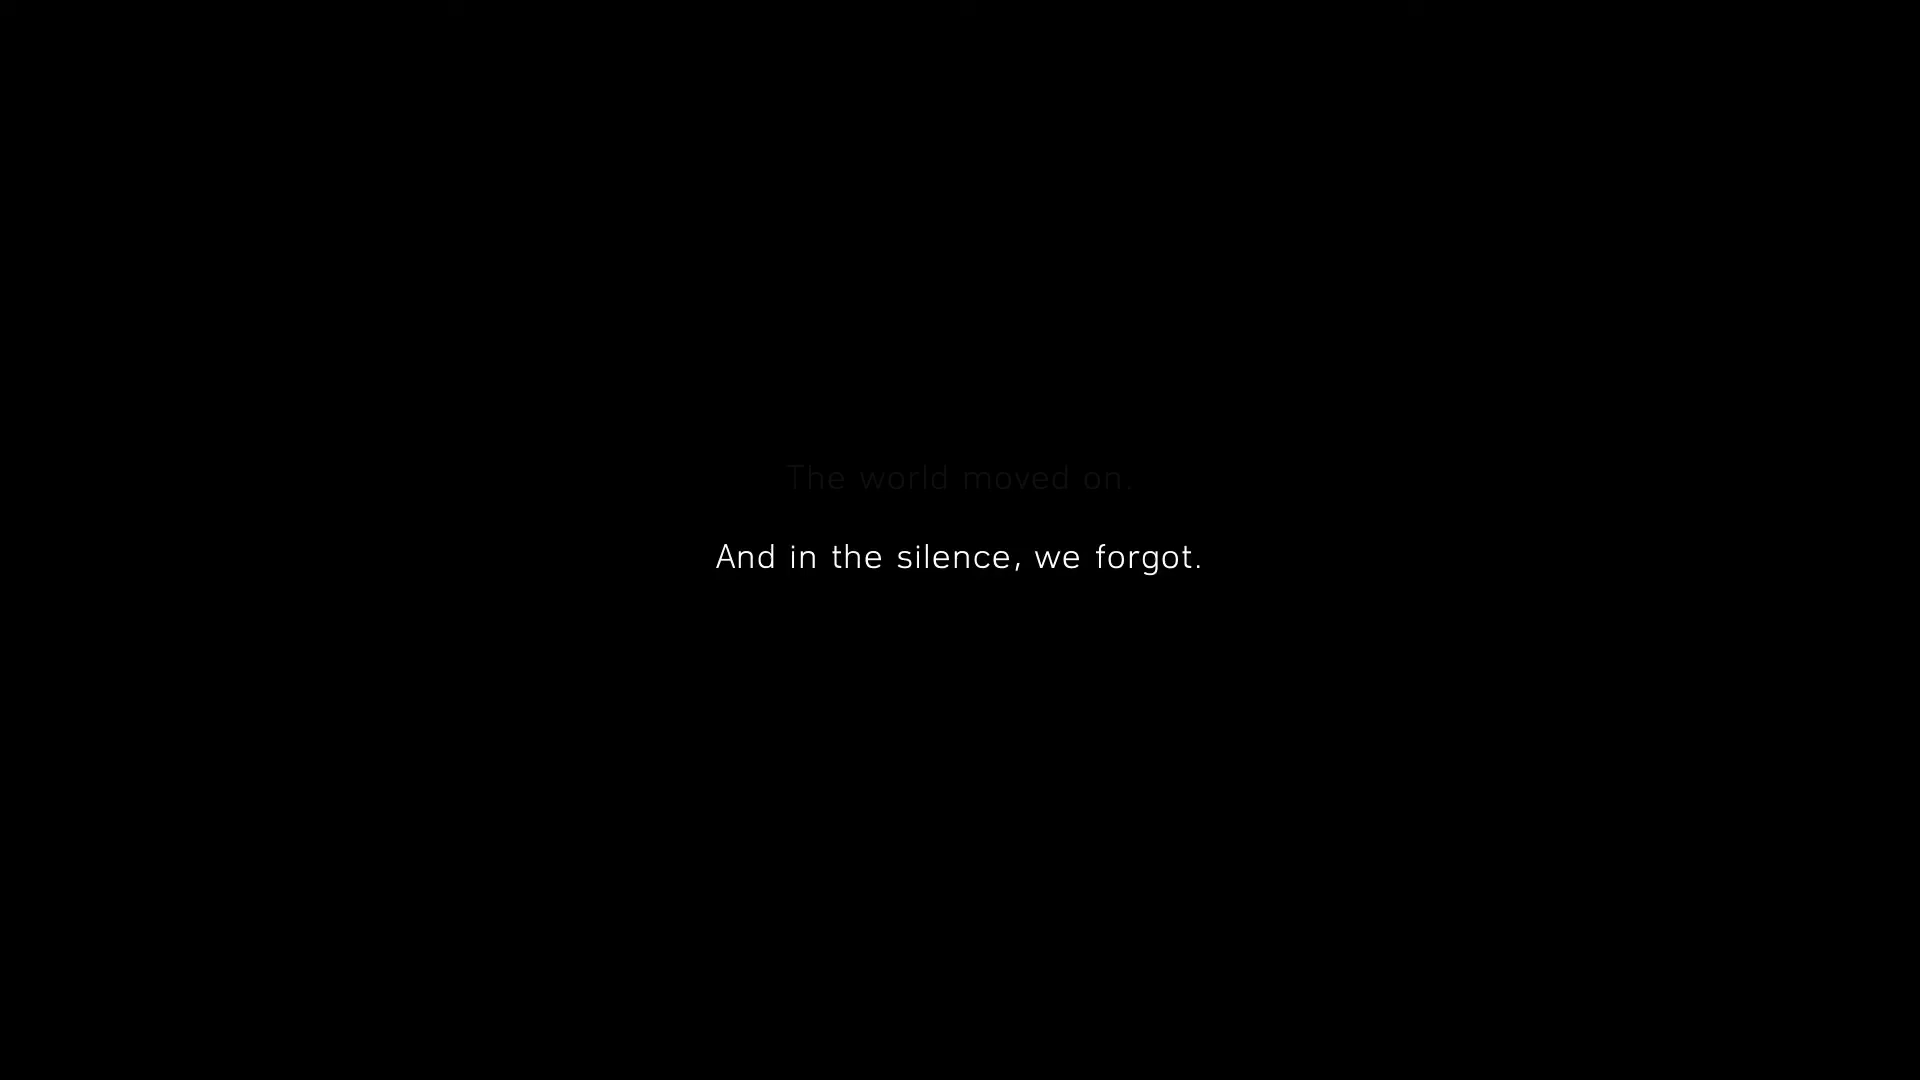 The world moved on.
And in the silence, we forgot.